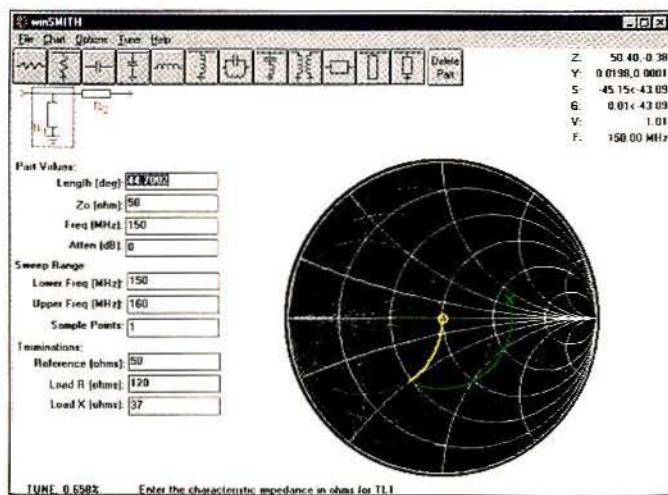 winSMITH
File Chart Options Tune Help
Delete Part
Z: 50.40,-0.38
Y: 0.0198,0.0001
S: -45.15<-43.09
G: 0.01<-43.09
V: 1.01
F: 150.00 MHz
Part Values:
Length (deg):
Zo (ohm): 50
Freq (MHz): 150
Atten (dB): 0
Sweep Range
Lower Freq (MHz): 150
Upper Freq (MHz): 160
Sample Points: 1
Terminations:
Reference (ohms): 50
Load R (ohms): 120
Load X (ohms): 37
TUNE, 0.658% Enter the characteristic impedance in ohms for TL1